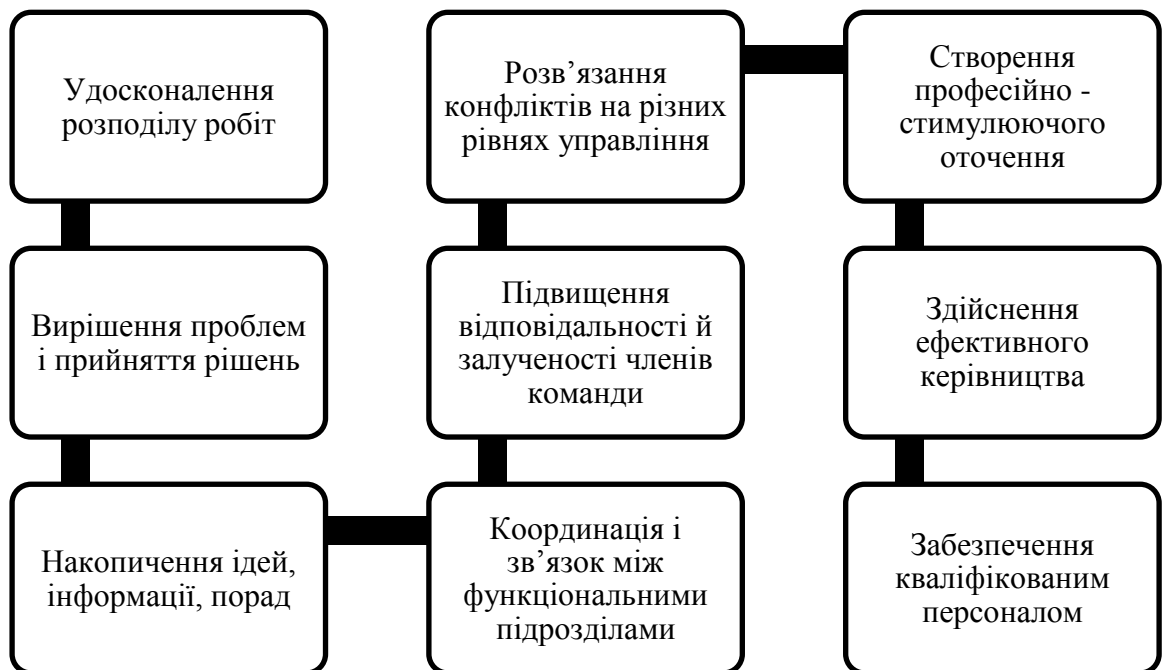 Удосконалення
розподілу робіт
Вирішення проблем
і прийняття рішень
Накопичення ідей,
інформації, порад
Координація і
зв’язок між
функціональними
підрозділами
Підвищення
відповідальності й
залученості членів
команди
Розв’язання
конфліктів на різних
рівнях управління
Створення
професійно -
стимулюючого
оточення
Здійснення
ефективного
керівництва
Забезпечення
кваліфікованим
персоналом